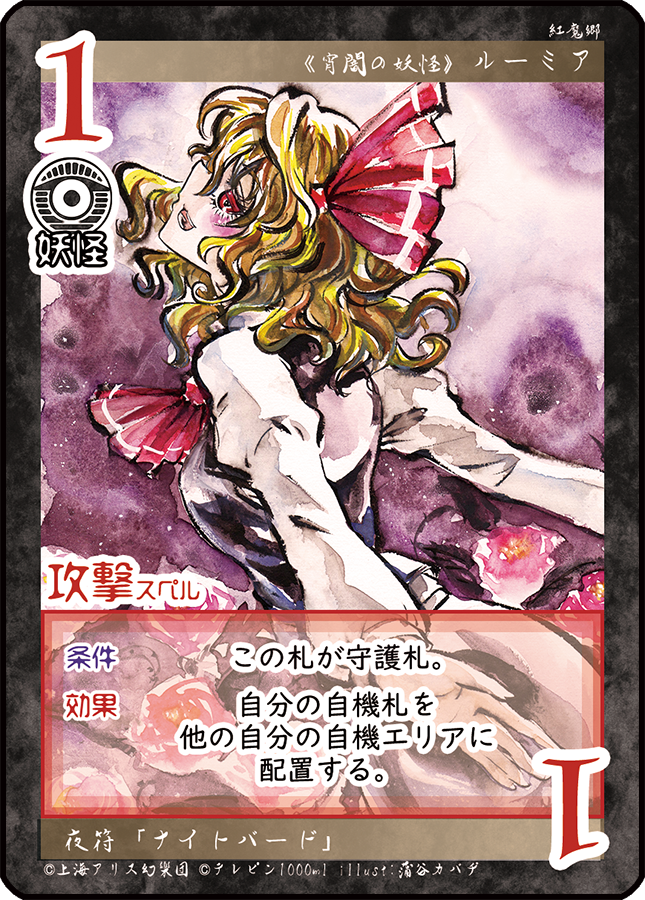 紅魔郷
《宵闇の妖怪》 ルーミア
1
妖怪
攻撃スペル
条件 この札が守護札。
効果 自分の自機札を
他の自分の自機エリアに
配置する。
1
夜符「ナイトバード」
©上海アリス幻樂団 ©テレピン1000ml illust:蒲谷カバヂ